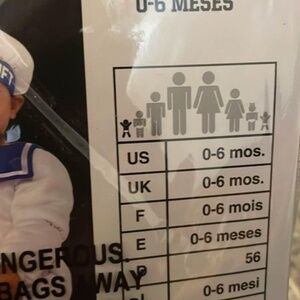 0-6 MESES
US 0-6 mos.
UK 0-6 mos.
F 0-6 mois
E 0-6 meses
56
0-6 mesi
NGEROUS.
BAGS AWAY